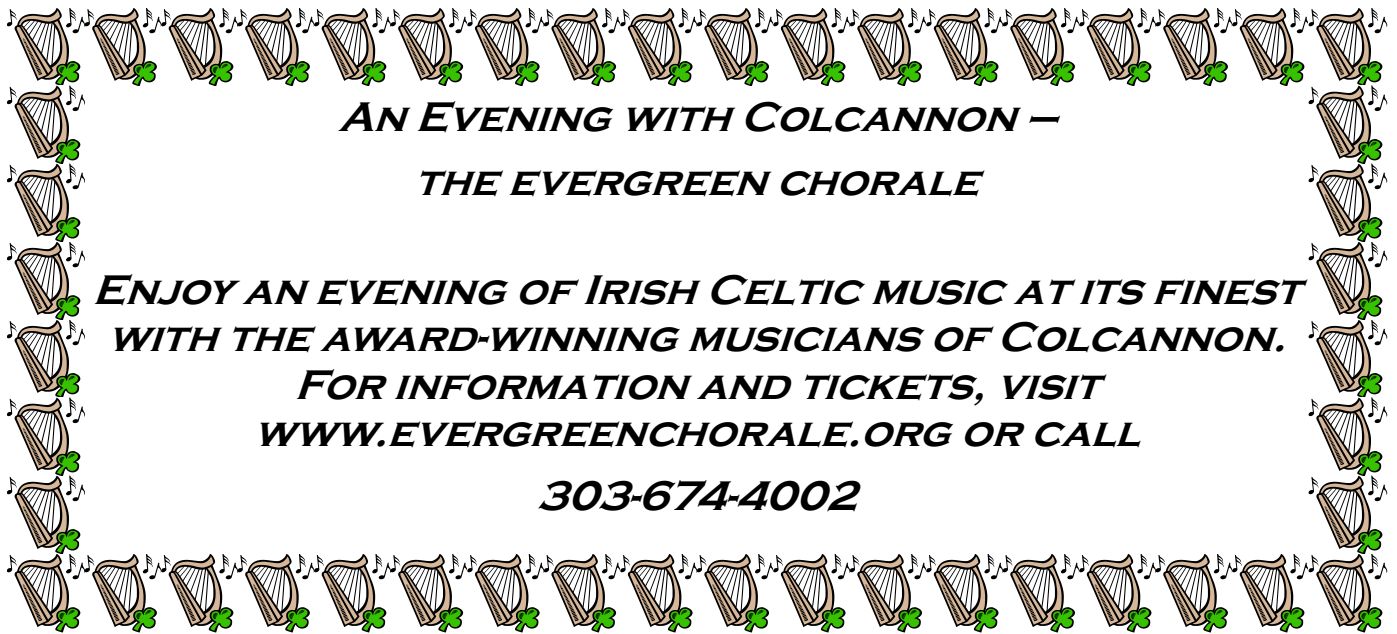 An Evening with Colcannon –
the evergreen chorale
Enjoy an evening of Irish Celtic music at its finest
with the award-winning musicians of Colcannon.
For information and tickets, visit
www.evergreenchorale.org or call
303-674-4002